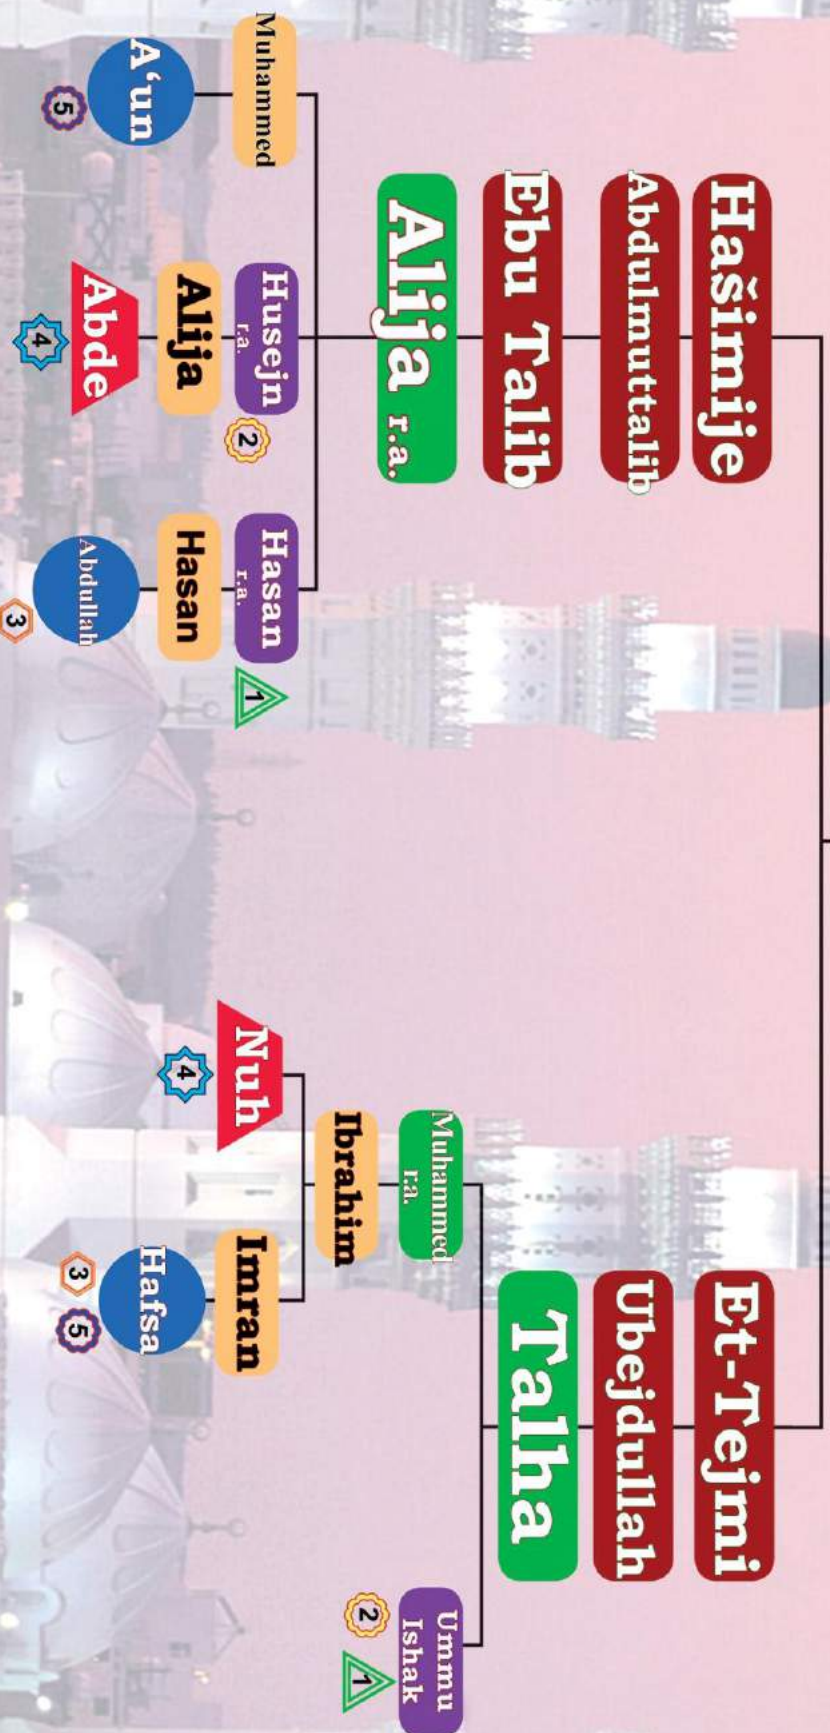 Hašimije
Abdulmuttalib
Ebu Talib
Alija r.a.
Muhammed
A‘un
5
Husejn
r.a.
2
Alija
Abde
4
Hasan
r.a.
1
Hasan
Abdullah
3
Et-Tejmi
Ubejdullah
Talha
Muhammed
r.a.
Ibrahim
Nuh
4
Imran
Hafsa
3
5
Ummu
Ishak
2
1